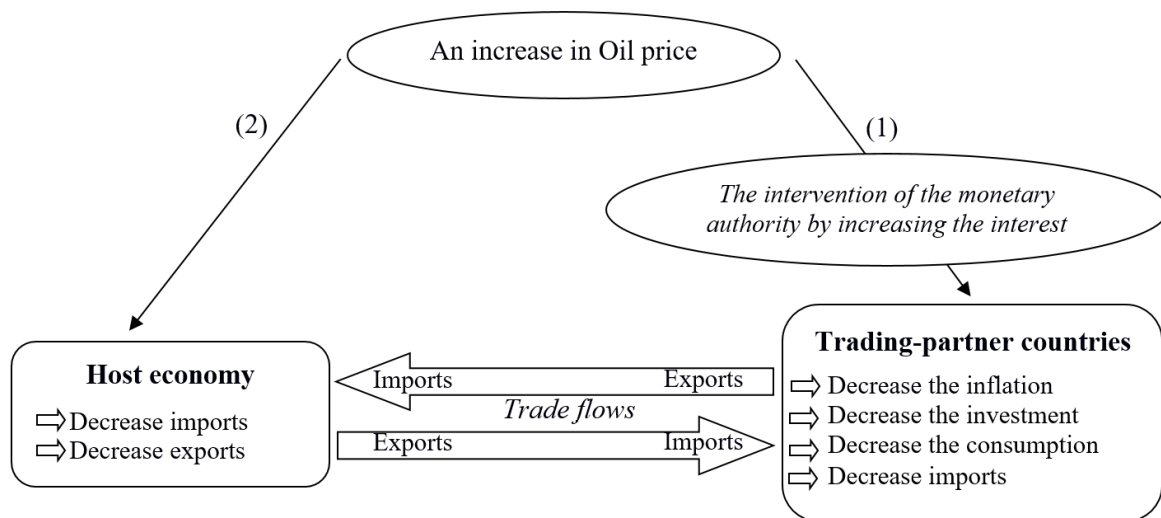 An increase in Oil price
(2)
(1)
The intervention of the monetary
authority by increasing the interest
Host economy
Decrease imports
Decrease exports
Imports
Exports
Trade flows
Exports
Imports
Trading-partner countries
Decrease the inflation
Decrease the investment
Decrease the consumption
Decrease imports